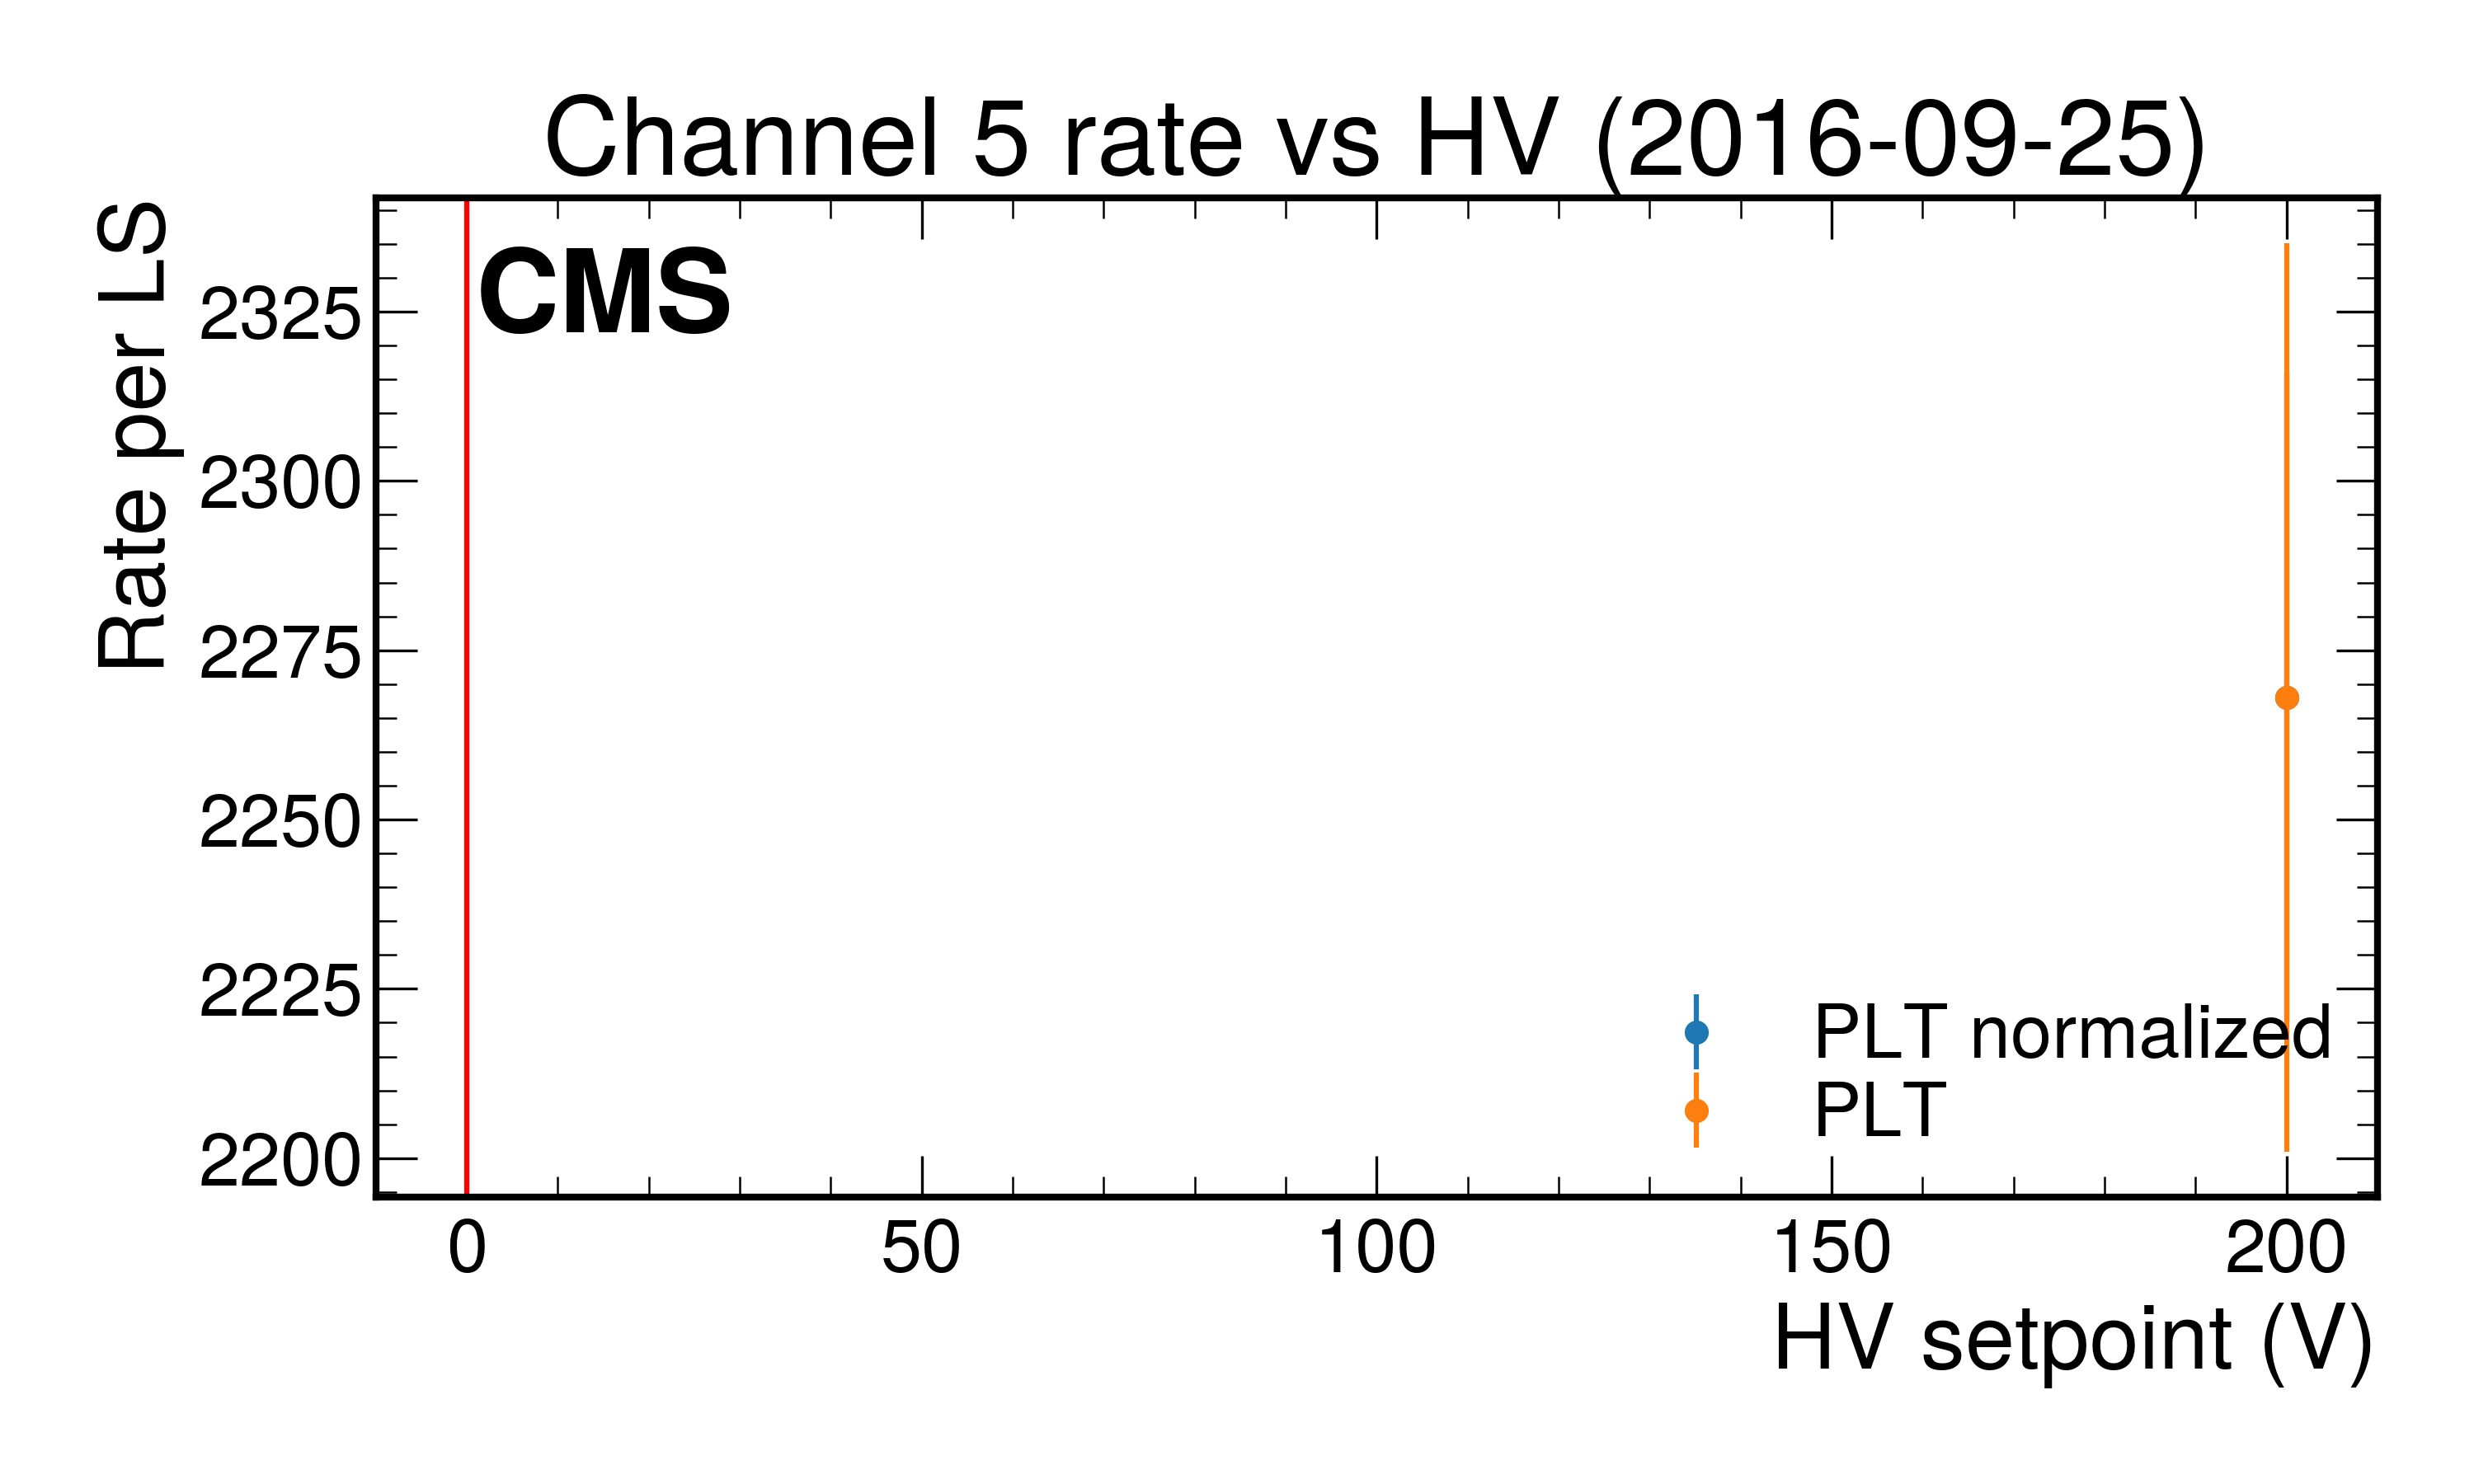 Channel 5 rate vs HV (2016-09-25)
CMS
Rate per LS
2325
2300
2275
2250
2225
2200
PLT normalized
PLT
0 50 100 150 200
HV setpoint (V)